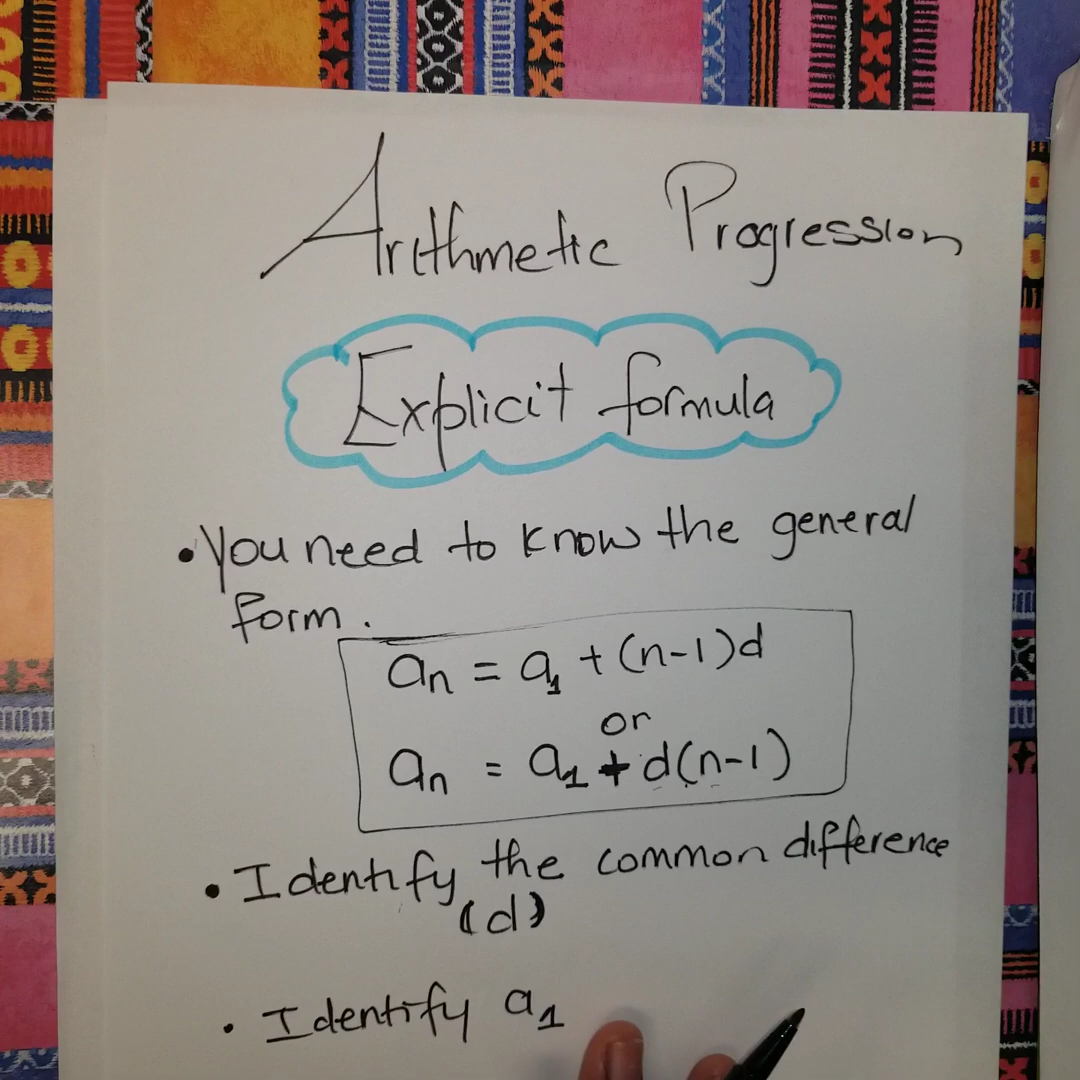 Arithmetic Progression
Explicit formula
• You need to know the general
form.
an = a1 + (n-1)d
or
an = a1 + d(n-1)
• Identify the common difference
(d)
• Identify a1